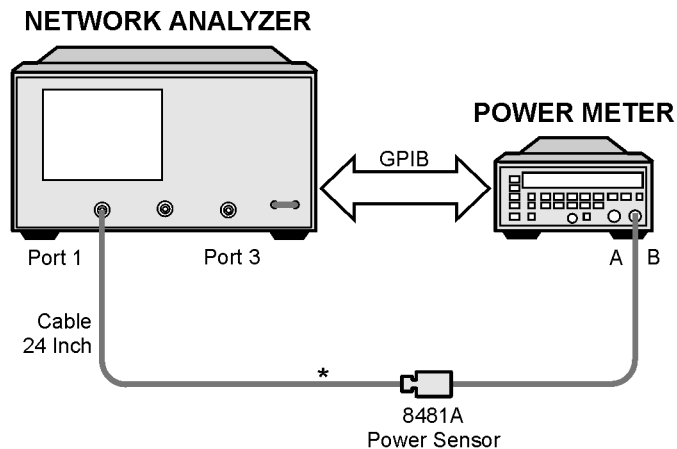 NETWORK ANALYZER
POWER METER
GPIB
Port 1
Port 3
A
B
Cable
24 Inch
*
8481A
Power Sensor